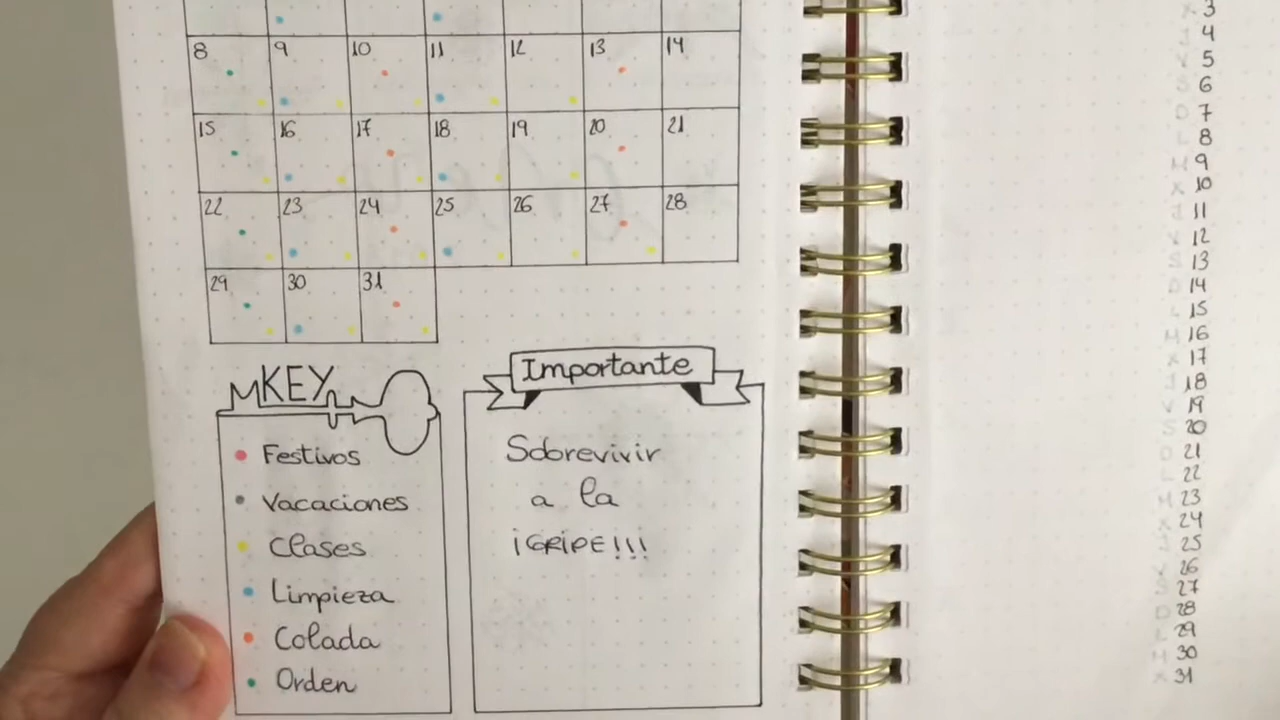 8 9 10 11 12 13 14
15 16 17 18 19 20 21
22 23 24 25 26 27 28
29 30 31
KEY
Festivos
Vacaciones
Clases
Limpieza
Colada
Orden
Importante
Sobrevivir
a la
¡GRIPE!!!
3
4
5
6
7
8
9
10
11
12
13
14
15
16
17
18
19
20
21
22
23
24
25
26
27
28
29
30
31